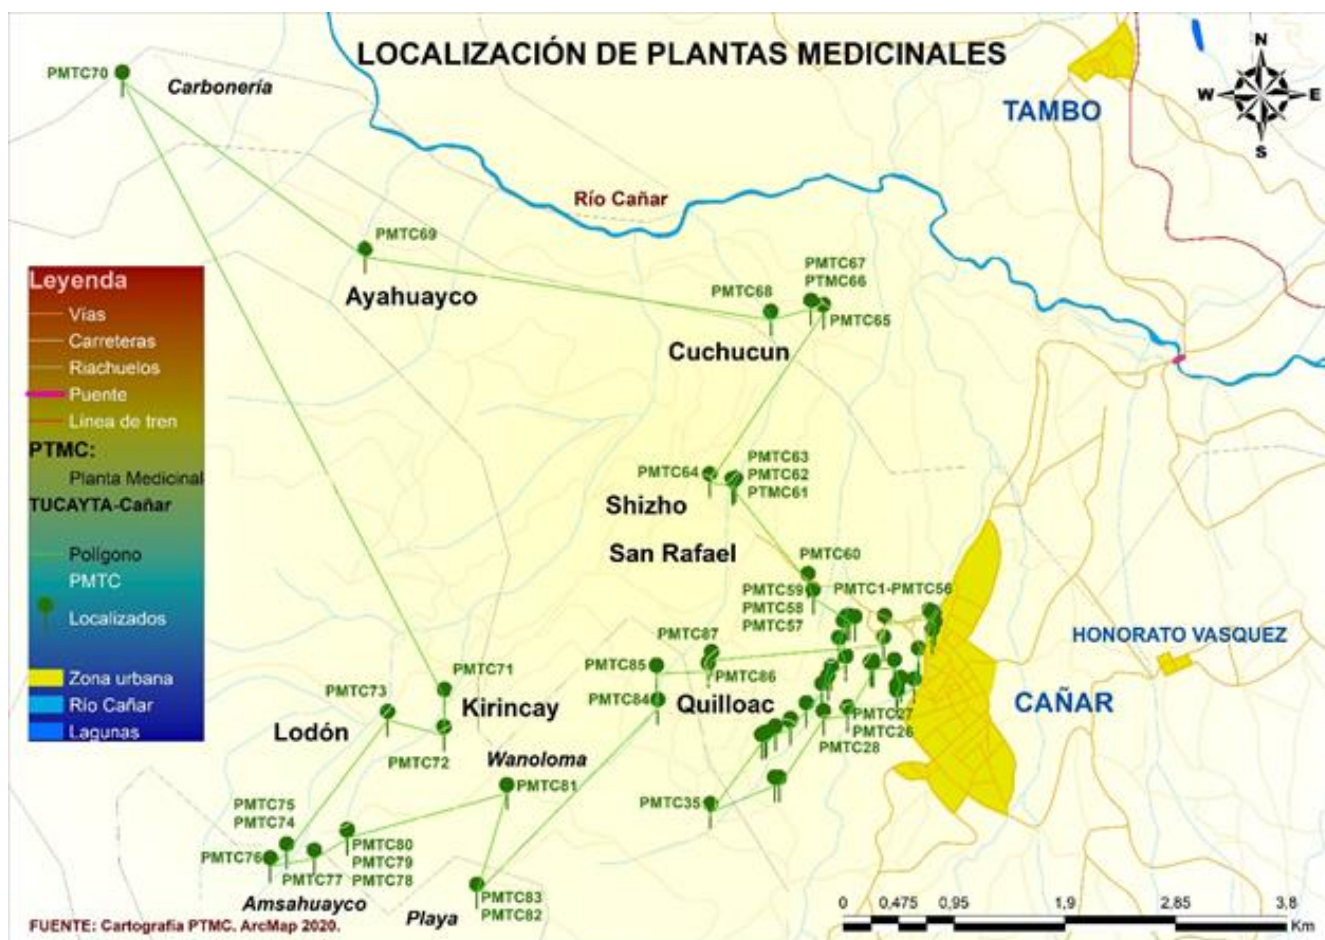 LOCALIZACIÓN DE PLANTAS MEDICINALES
N
W
E
S
PMTC70
Carbonería
TAMBO
Río Cañar
PMTC69
Ayahuayco
PMTC67
PTMC66
PMTC68
PMTC65
Cuchucun
Leyenda
Vías
Carreteras
Riachuelos
Puente
Línea de tren
PTMC:
Planta Medicinal
TUCAYTA-Cañar
Polígono
PMTC
Localizados
Zona urbana
Río Cañar
Lagunas
PMTC64
PMTC63
PMTC62
PTMC61
Shizho
San Rafael
PMTC60
PMTC59
PMTC58
PMTC57
PMTC1-PMTC56
HONORATO VASQUEZ
PMTC87
PMTC85
PMTC86
PMTC84
Quilloac
CAÑAR
PMTC27
PMTC26
PMTC28
PMTC35
PMTC71
PMTC73
Kirincay
Lodón
PMTC72
Wanoloma
PMTC81
PMTC75
PMTC74
PMTC76
PMTC77
PMTC80
PMTC79
PMTC78
Amsahuayco
Playa
PMTC83
PMTC82
FUENTE: Cartografía PTMC. ArcMap 2020.
0 0,475 0,95 1,9 2,85 3,8
Km